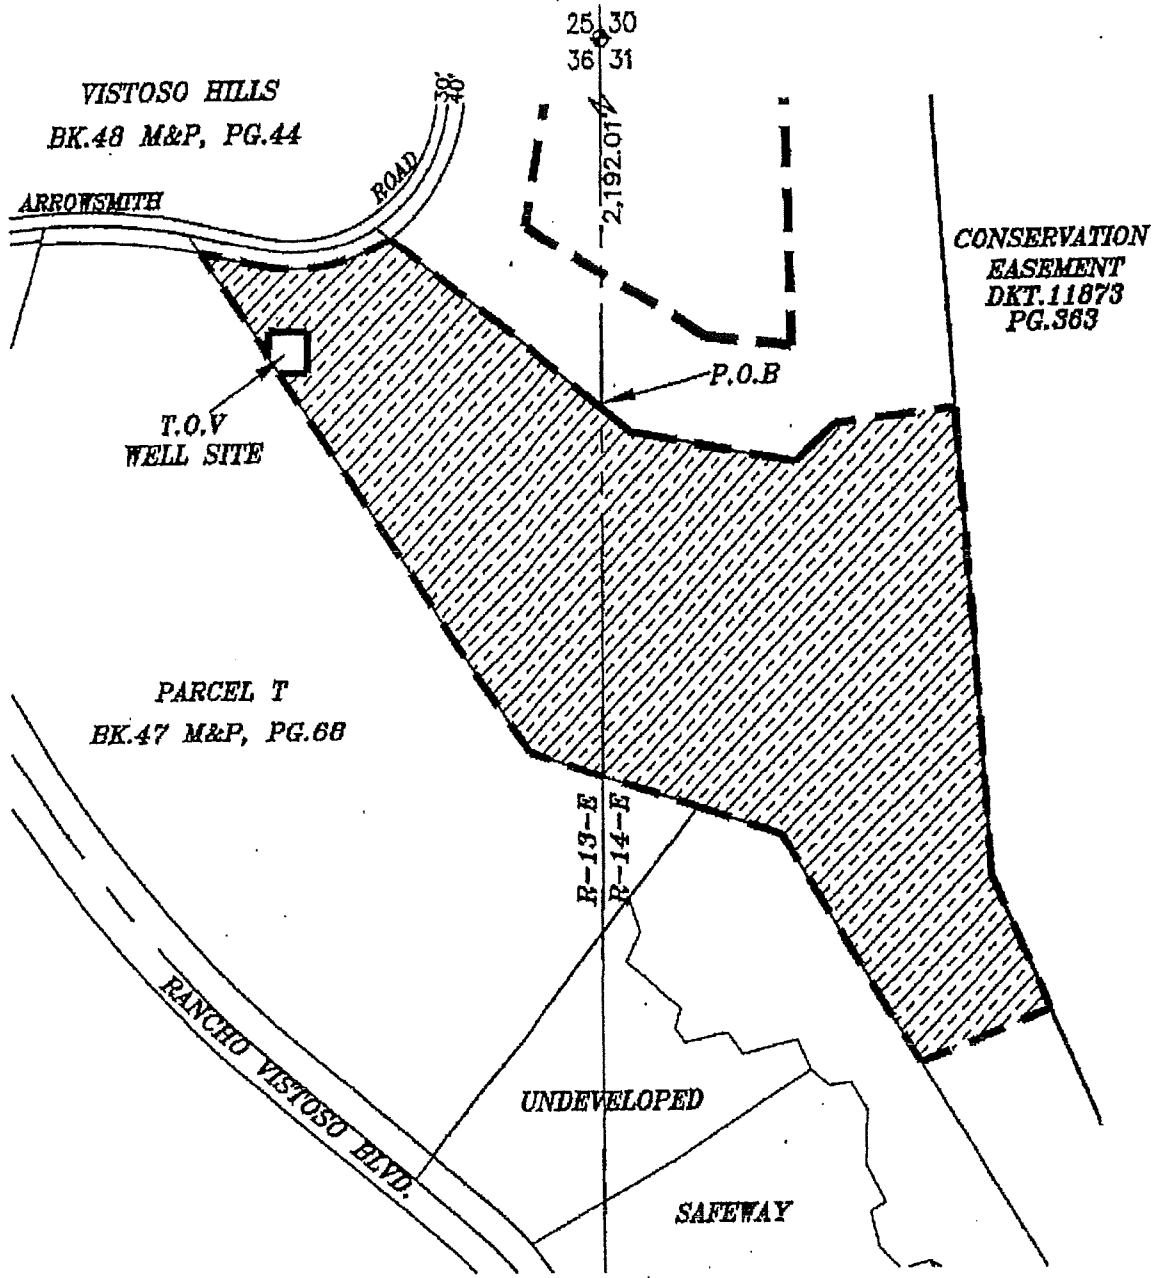 25 30
36 31
VISTOSO HILLS
BK.48 M&P, PG.44
30'
40'
ARROWSMITH
ROAD
2,192.01'
CONSERVATION
EASEMENT
DKT.11873
PG.363
P.O.B
T.O.V
WELL SITE
PARCEL T
BK.47 M&P, PG.68
R-13-E
R-14-E
RANCHO VISTOSO BLVD.
UNDEVELOPED
SAFEWAY